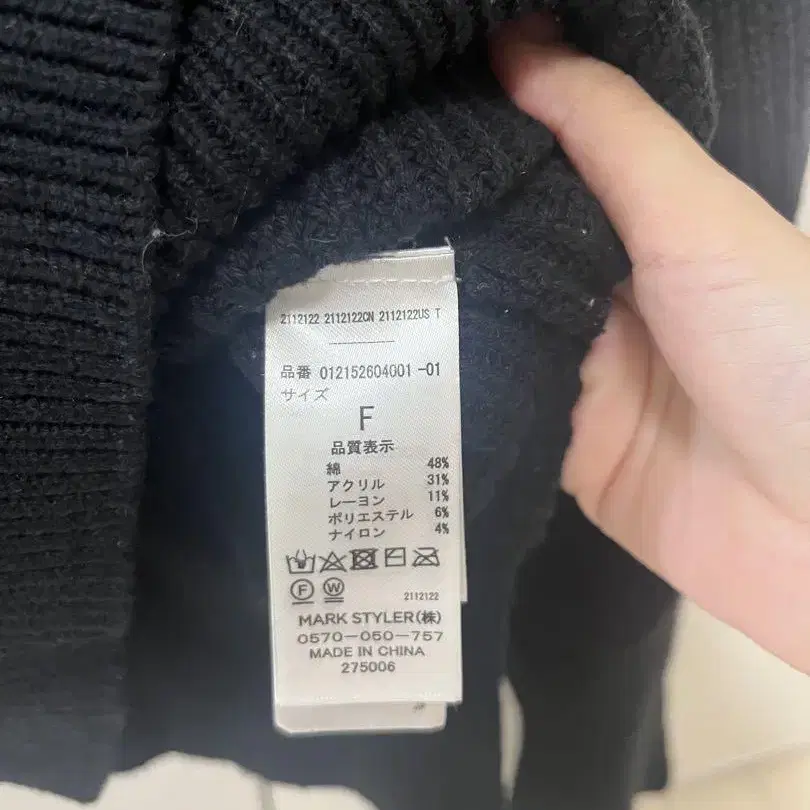 2112122 2112122CN 2112122US T
品番 012152604001 -01
サイズ
F
品質表示
綿 48%
アクリル 31%
レーヨン 11%
ポリエステル 6%
ナイロン 4%
F W
2112122
MARK STYLER(株)
0570-050-757
MADE IN CHINA
275006